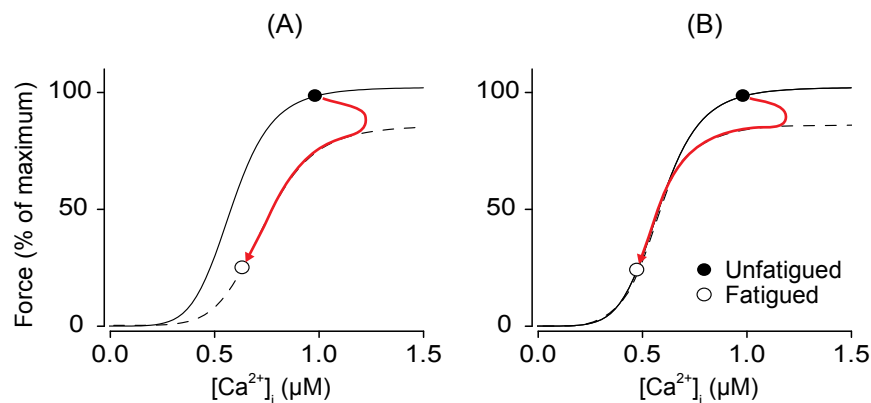 (A)
Force (% of maximum)
100
50
0
0.0
0.5
1.0
1.5
[Ca²⁺]ᵢ (µM)
(B)
100
50
0
Unfatigued
Fatigued
0.0
0.5
1.0
1.5
[Ca²⁺]ᵢ (µM)